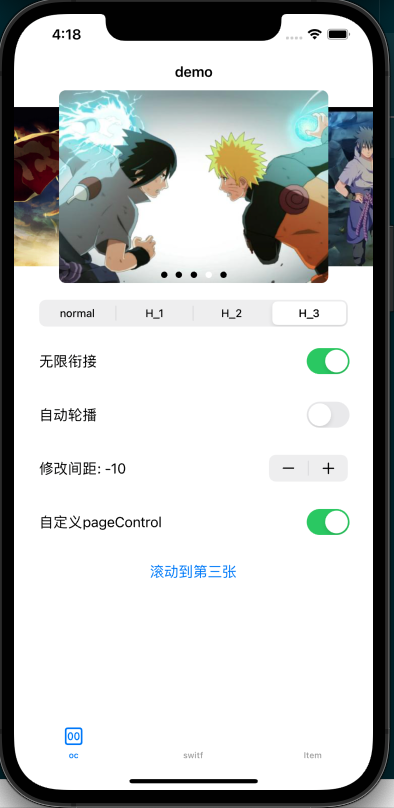 4:18
demo
normal H_1 H_2 H_3
无限衔接
自动轮播
修改间距: -10
自定义pageControl
滚动到第三张
00
oc switf Item